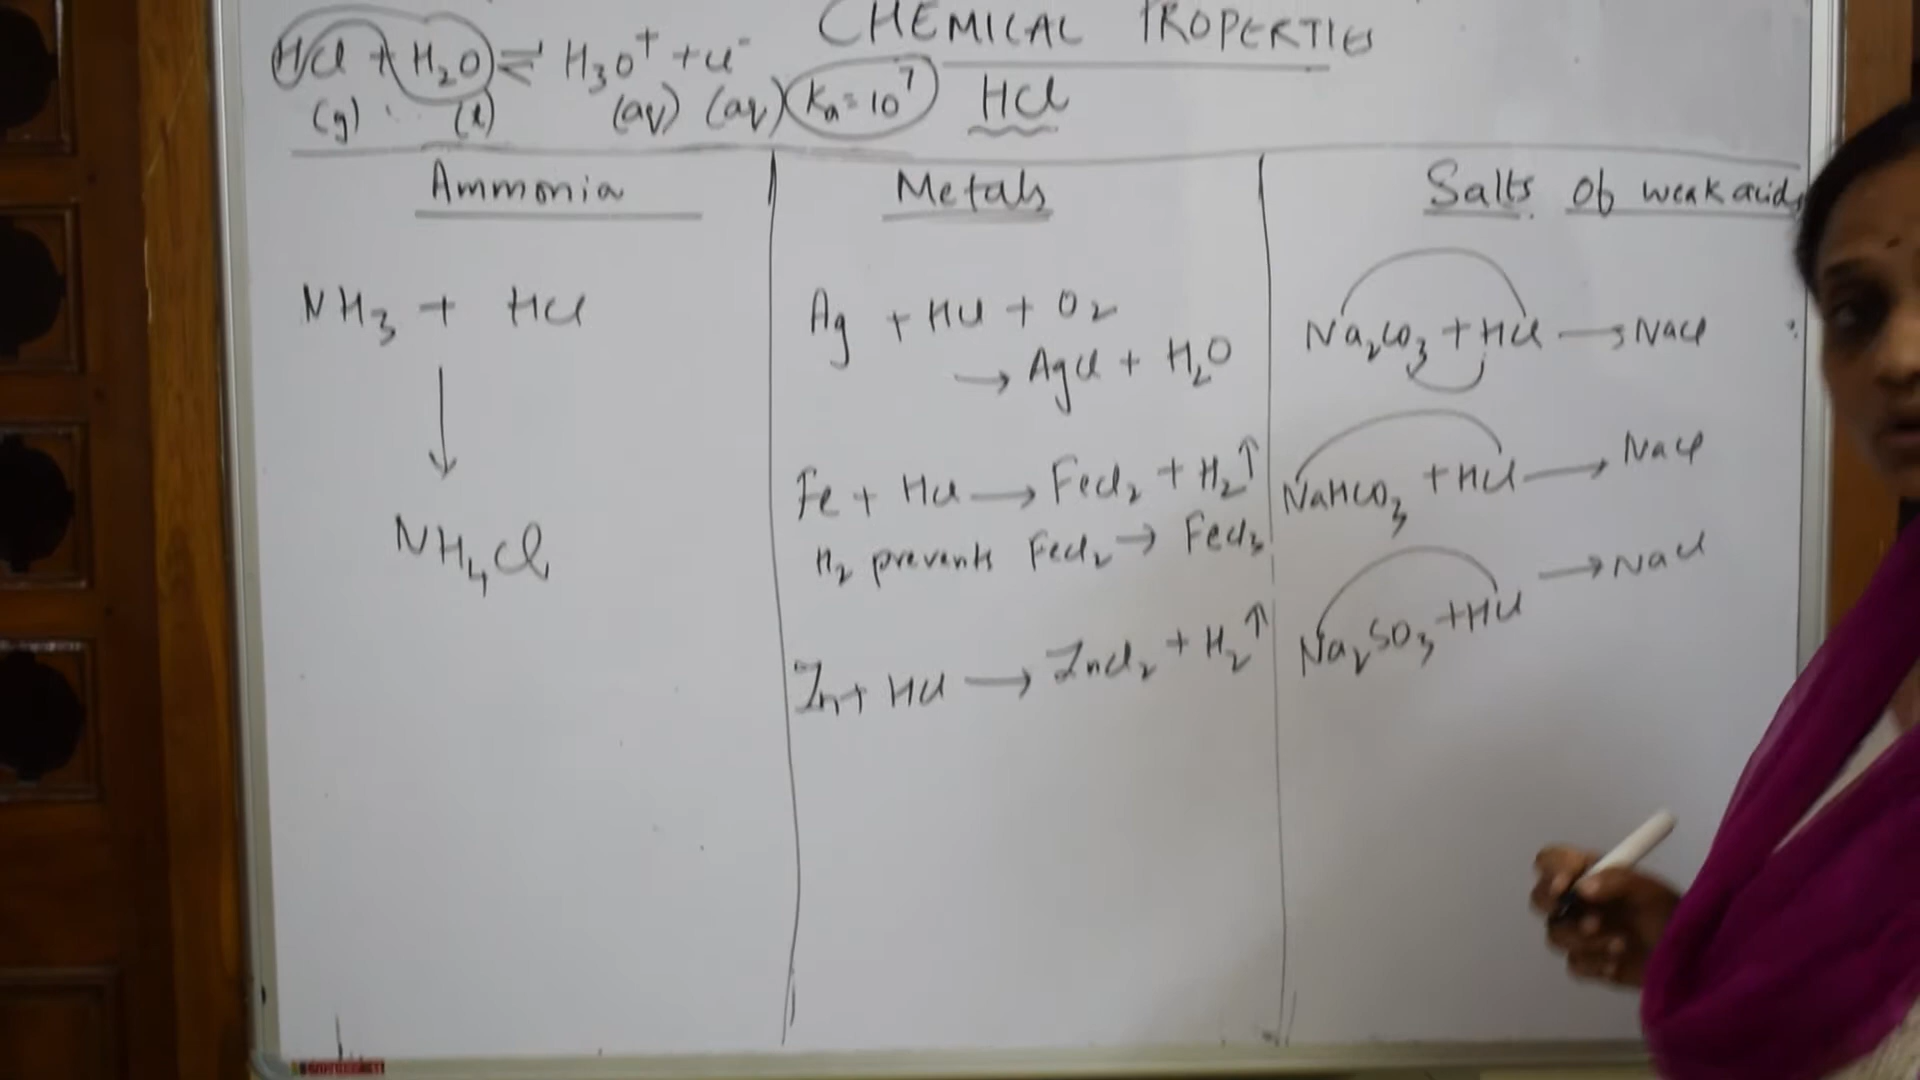 CHEMICAL PROPERTIES
HCl + H₂O ⇌ H₃O⁺ + Cl⁻
(g) (l) (aq) (aq) Ka = 10⁷ HCl
Ammonia
NH₃ + HCl
↓
NH₄Cl
Metals
Ag + HCl + O₂
→ AgCl + H₂O
Fe + HCl → FeCl₂ + H₂↑
H₂ prevents FeCl₂ → FeCl₃
Zn + HCl → ZnCl₂ + H₂↑
Salts of weak acids
Na₂CO₃ + HCl → NaCl
NaHCO₃ + HCl → NaCl
Na₂SO₃ + HCl → NaCl